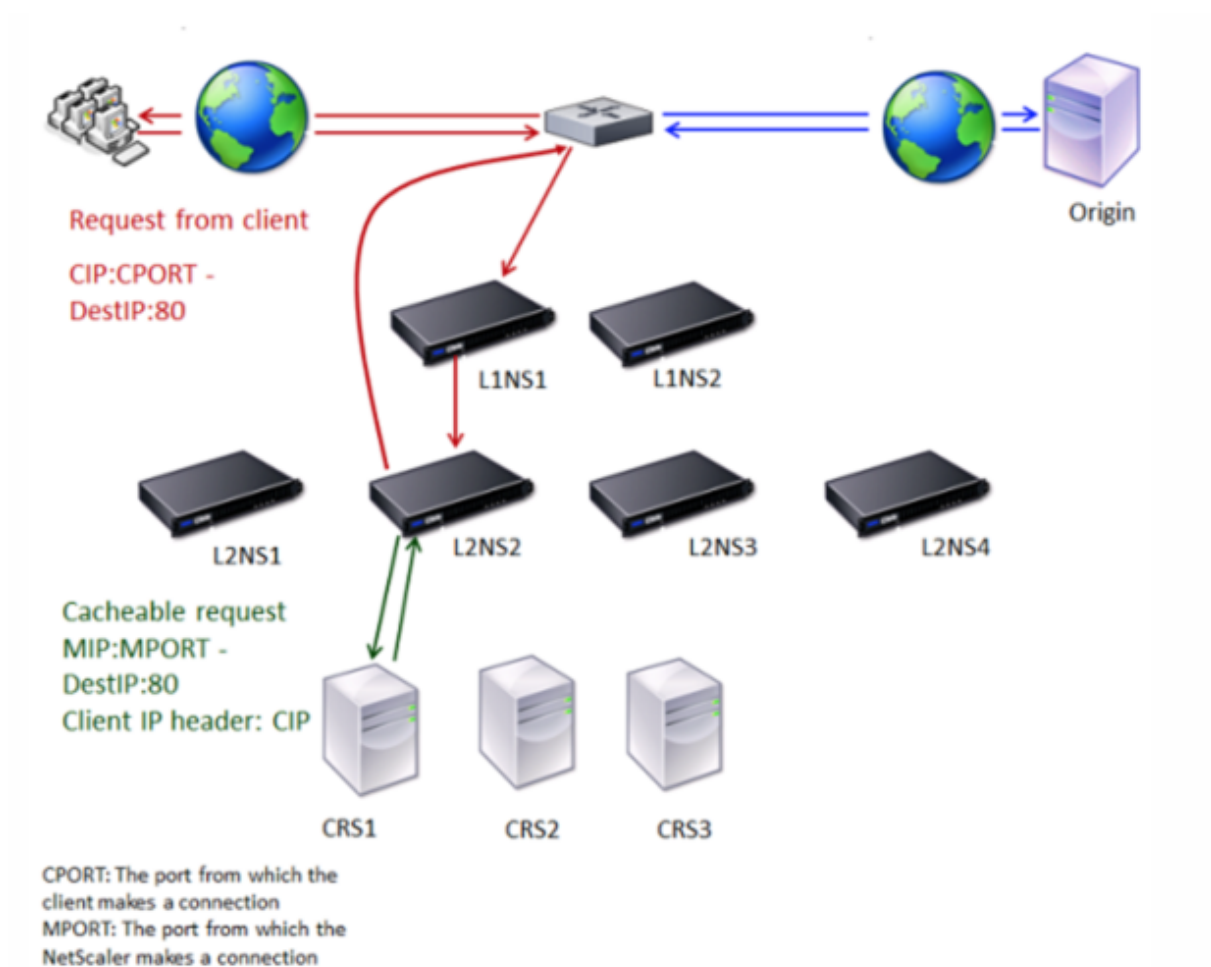 Origin
Request from client
CIP:CPORT -
DestIP:80
L1NS1
L1NS2
L2NS1
L2NS2
L2NS3
L2NS4
Cacheable request
MIP:MPORT -
DestIP:80
Client IP header: CIP
CRS1
CRS2
CRS3
CPORT: The port from which the
client makes a connection
MPORT: The port from which the
NetScaler makes a connection